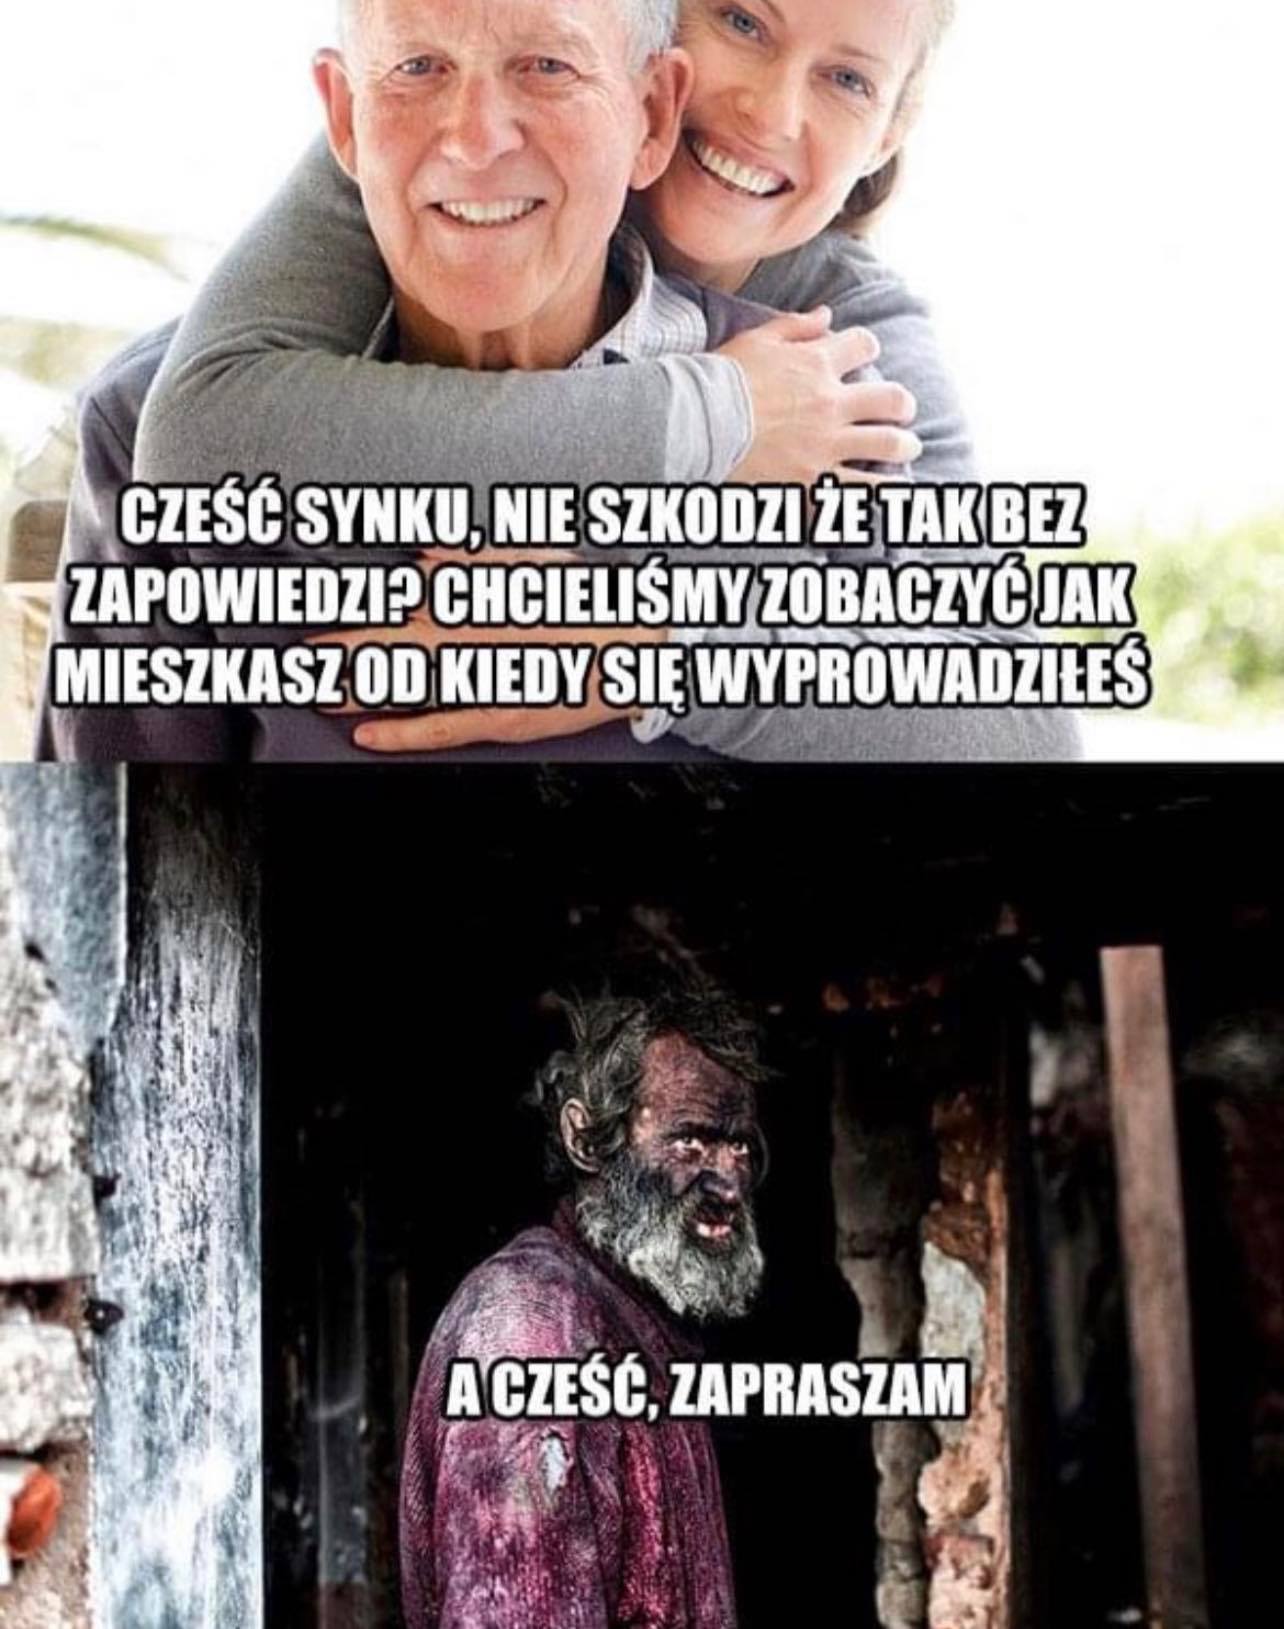 CZEŚĆ SYNKU, NIE SZKODZI ŻE TAK BEZ
ZAPOWIEDZI? CHCIELIŚMY ZOBACZYĆ JAK
MIESZKASZ OD KIEDY SIĘ WYPROWADZIŁEŚ
A CZEŚĆ, ZAPRASZAM